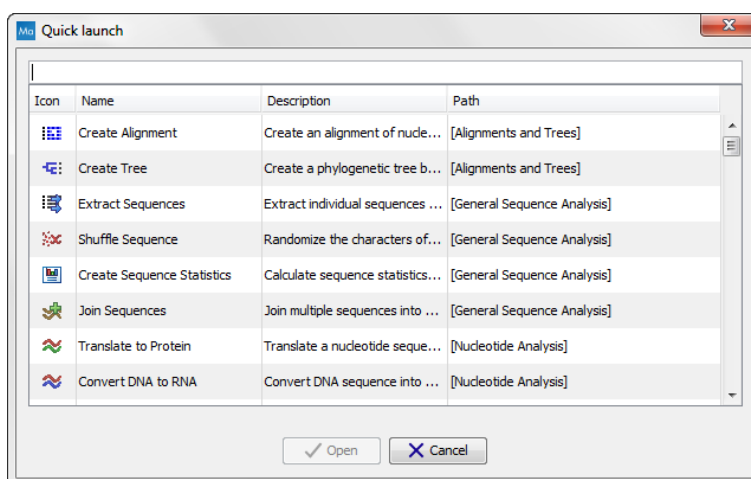 Ma Quick launch
Icon Name Description Path
Create Alignment Create an alignment of nucle... [Alignments and Trees]
Create Tree Create a phylogenetic tree b... [Alignments and Trees]
Extract Sequences Extract individual sequences ... [General Sequence Analysis]
Shuffle Sequence Randomize the characters of... [General Sequence Analysis]
Create Sequence Statistics Calculate sequence statistics... [General Sequence Analysis]
Join Sequences Join multiple sequences into ... [General Sequence Analysis]
Translate to Protein Translate a nucleotide seque... [Nucleotide Analysis]
Convert DNA to RNA Convert DNA sequence into ... [Nucleotide Analysis]
Open Cancel